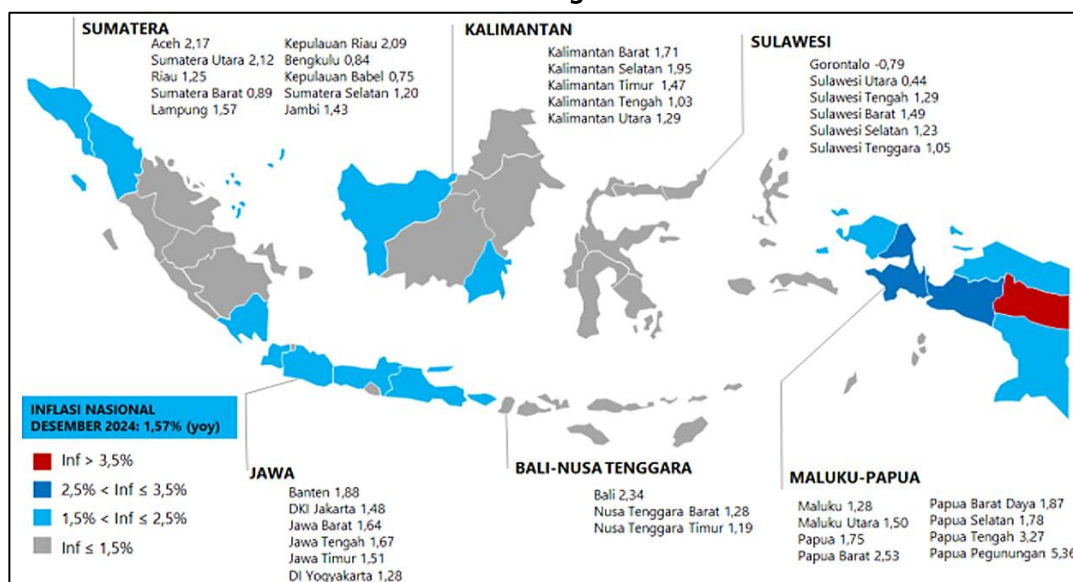 SUMATERA
Aceh 2,17
Sumatera Utara 2,12
Riau 1,25
Sumatera Barat 0,89
Lampung 1,57
Kepulauan Riau 2,09
Bengkulu 0,84
Kepulauan Babel 0,75
Sumatera Selatan 1,20
Jambi 1,43
KALIMANTAN
Kalimantan Barat 1,71
Kalimantan Selatan 1,95
Kalimantan Timur 1,47
Kalimantan Tengah 1,03
Kalimantan Utara 1,29
SULAWESI
Gorontalo -0,79
Sulawesi Utara 0,44
Sulawesi Tengah 1,29
Sulawesi Barat 1,49
Sulawesi Selatan 1,23
Sulawesi Tenggara 1,05
INFLASI NASIONAL
DESEMBER 2024: 1,57% (yoy)
Inf > 3,5%
2,5% < Inf ≤ 3,5%
1,5% < Inf ≤ 2,5%
Inf ≤ 1,5%
JAWA
Banten 1,88
DKI Jakarta 1,48
Jawa Barat 1,64
Jawa Tengah 1,67
Jawa Timur 1,51
DI Yogyakarta 1,28
BALI-NUSA TENGGARA
Bali 2,34
Nusa Tenggara Barat 1,28
Nusa Tenggara Timur 1,19
MALUKU-PAPUA
Maluku 1,28
Maluku Utara 1,50
Papua 1,75
Papua Barat 2,53
Papua Barat Daya 1,87
Papua Selatan 1,78
Papua Tengah 3,27
Papua Pegunungan 5,36